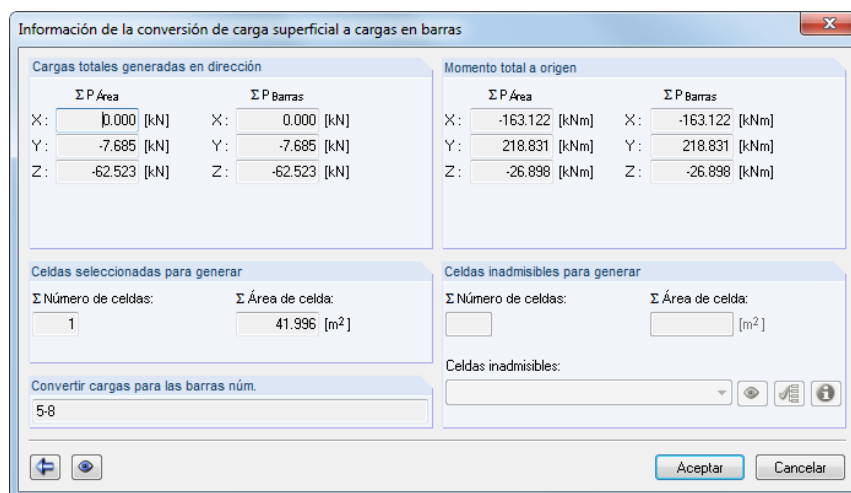 Información de la conversión de carga superficial a cargas en barras
Cargas totales generadas en dirección
Σ P Área Σ P Barras
X : 0.000 [kN] X : 0.000 [kN]
Y : -7.685 [kN] Y : -7.685 [kN]
Z : -62.523 [kN] Z : -62.523 [kN]
Momento total a origen
Σ P Área Σ P Barras
X : -163.122 [kNm] X : -163.122 [kNm]
Y : 218.831 [kNm] Y : 218.831 [kNm]
Z : -26.898 [kNm] Z : -26.898 [kNm]
Celdas seleccionadas para generar
Σ Número de celdas: Σ Área de celda:
1 41.996 [m²]
Celdas inadmisibles para generar
Σ Número de celdas: Σ Área de celda:
[m²]
Celdas inadmisibles:
Convertir cargas para las barras núm.
5-8
Aceptar Cancelar